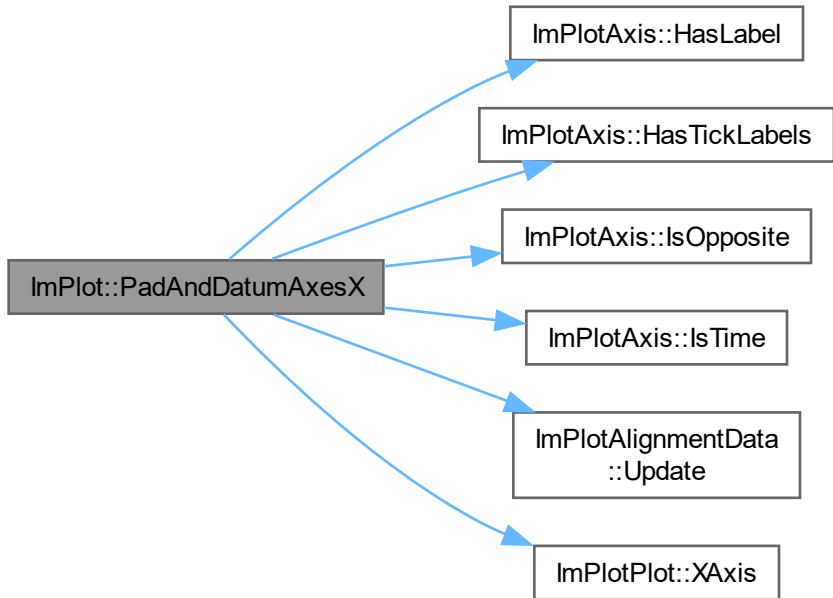 ImPlotAxis::HasLabel
ImPlotAxis::HasTickLabels
ImPlotAxis::IsOpposite
ImPlot::PadAndDatumAxesX
ImPlotAxis::IsTime
ImPlotAlignmentData
::Update
ImPlotPlot::XAxis